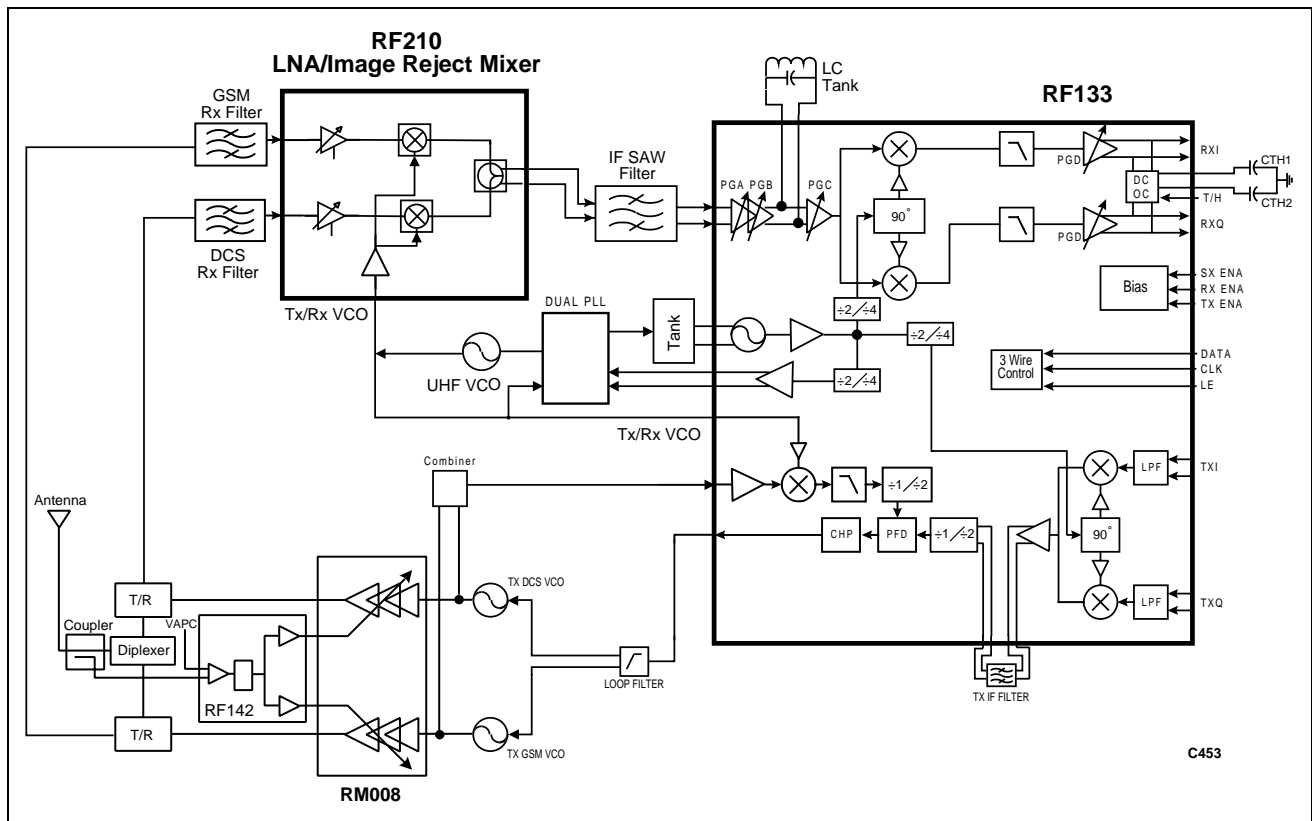 RF210
LNA/Image Reject Mixer
GSM
Rx Filter
DCS
Rx Filter
IF SAW
Filter
LC
Tank
RF133
PGA
PGB
PGC
90°
PGD
PGD
DC
OC
RXI
CTH1
CTH2
T/H
RXQ
Bias
SX ENA
RX ENA
TX ENA
÷2/÷4
÷2/÷4
÷2/÷4
Tx/Rx VCO
DUAL PLL
Tank
UHF VCO
3 Wire
Control
DATA
CLK
LE
Tx/Rx VCO
Combiner
÷1/÷2
CHP
PFD
÷1/÷2
LPF
TXI
90°
LPF
TXQ
TX IF FILTER
Antenna
T/R
Coupler
VAPC
Diplexer
RF142
T/R
TX DCS VCO
LOOP FILTER
TX GSM VCO
RM008
C453